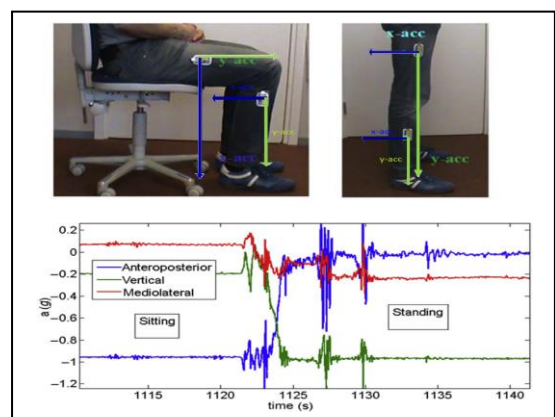 y-acc
x-acc
y-acc
x-acc
x-acc
x-acc
y-acc
y-acc
0.2
0
−0.2
−0.4
−0.6
−0.8
−1
−1.2
a(g)
Anteroposterior
Vertical
Mediolateral
Sitting
Standing
1115
1120
1125
1130
1135
1140
time (s)